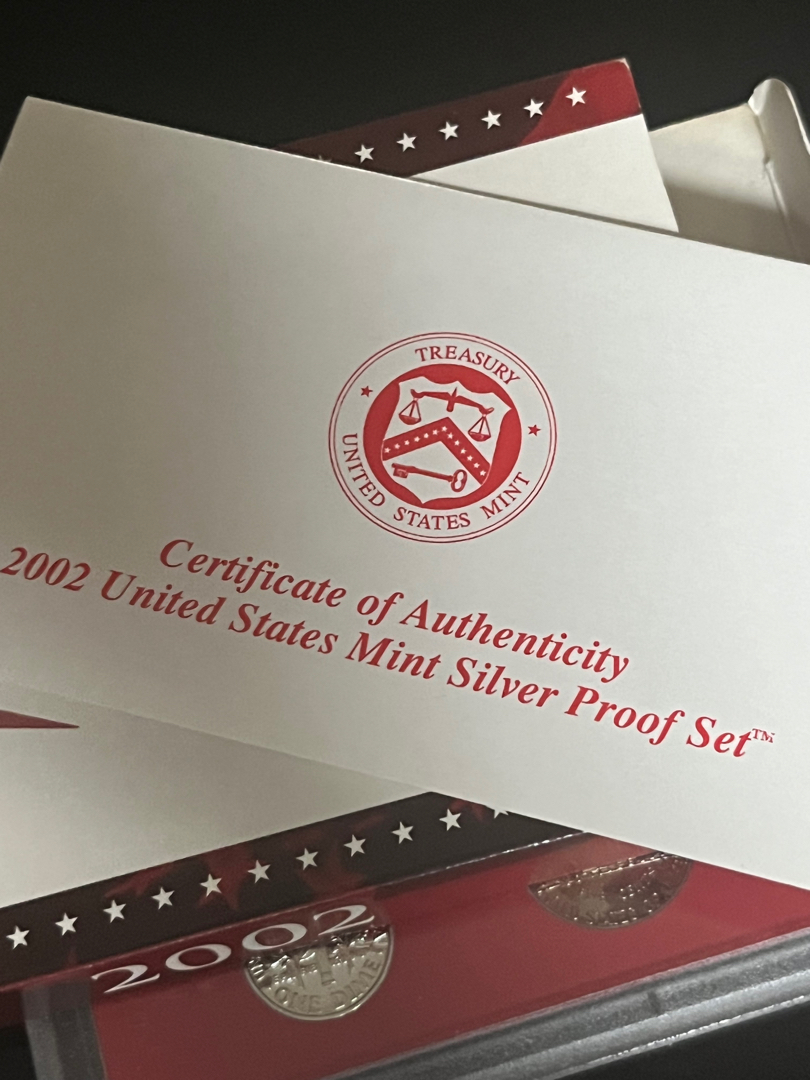 TREASURY
UNITED STATES MINT
Certificate of Authenticity
2002 United States Mint Silver Proof Set™
2002
ONE DIME